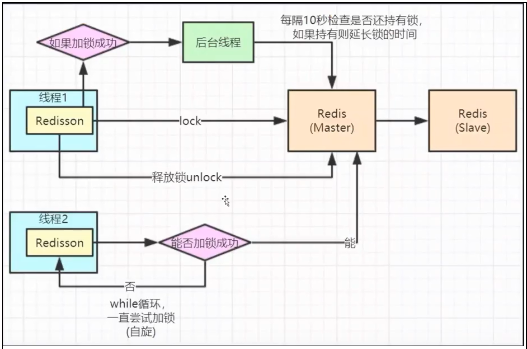 每隔10秒检查是否还持有锁，
如果持有则延长锁的时间
如果加锁成功
后台线程
线程1
Redisson
lock
Redis
(Master)
Redis
(Slave)
释放锁unlock
线程2
Redisson
能否加锁成功
能
否
while循环，
一直尝试加锁
(自旋)